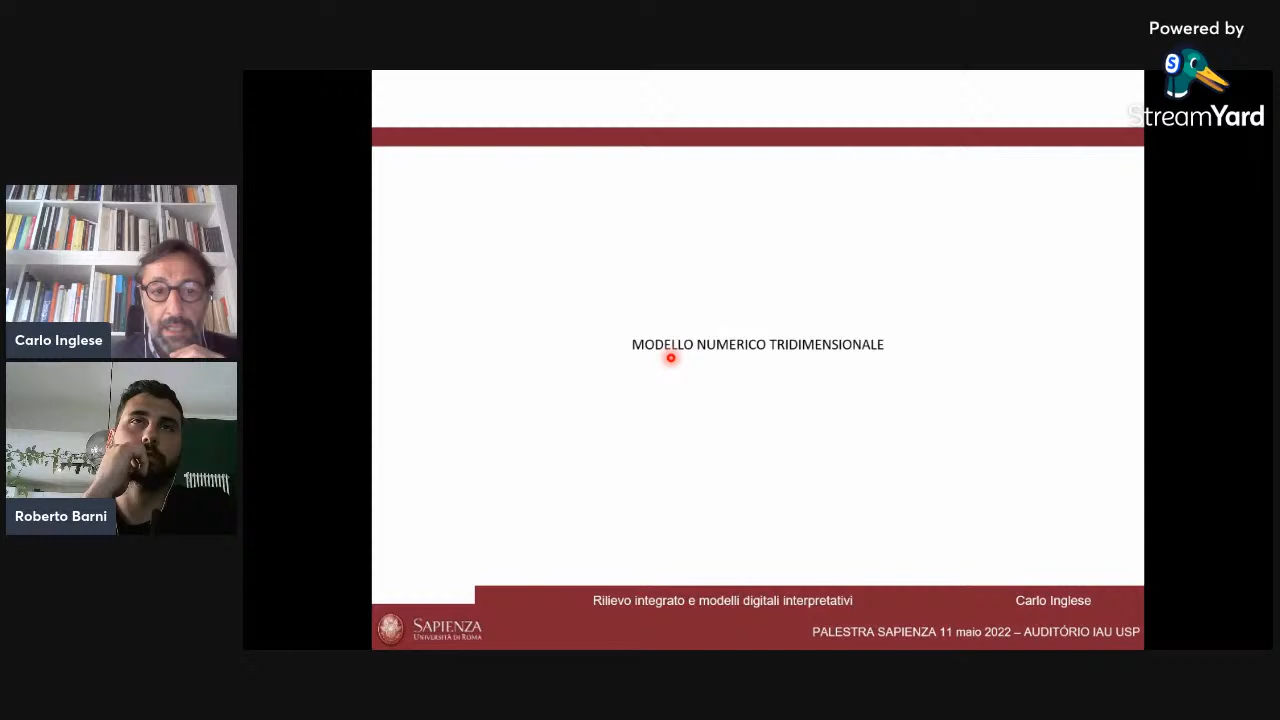 Powered by
StreamYard
Carlo Inglese
Roberto Barni
MODELLO NUMERICO TRIDIMENSIONALE
Rilievo integrato e modelli digitali interpretativi
Carlo Inglese
SAPIENZA
UNIVERSITÀ DI ROMA
PALESTRA SAPIENZA 11 maio 2022 – AUDITÓRIO IAU USP